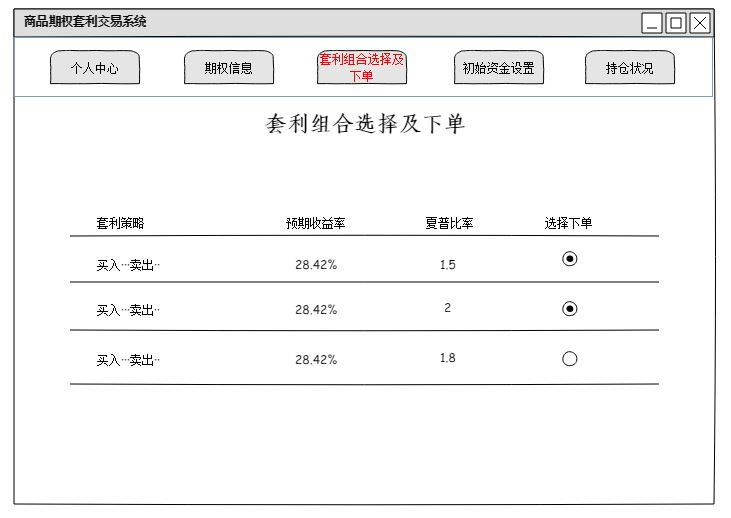 商品期权套利交易系统
个人中心
期权信息
套利组合选择及
下单
初始资金设置
持仓状况
套利组合选择及下单
套利策略 预期收益率 夏普比率 选择下单
买入…卖出… 28.42% 1.5
买入…卖出… 28.42% 2
买入…卖出… 28.42% 1.8